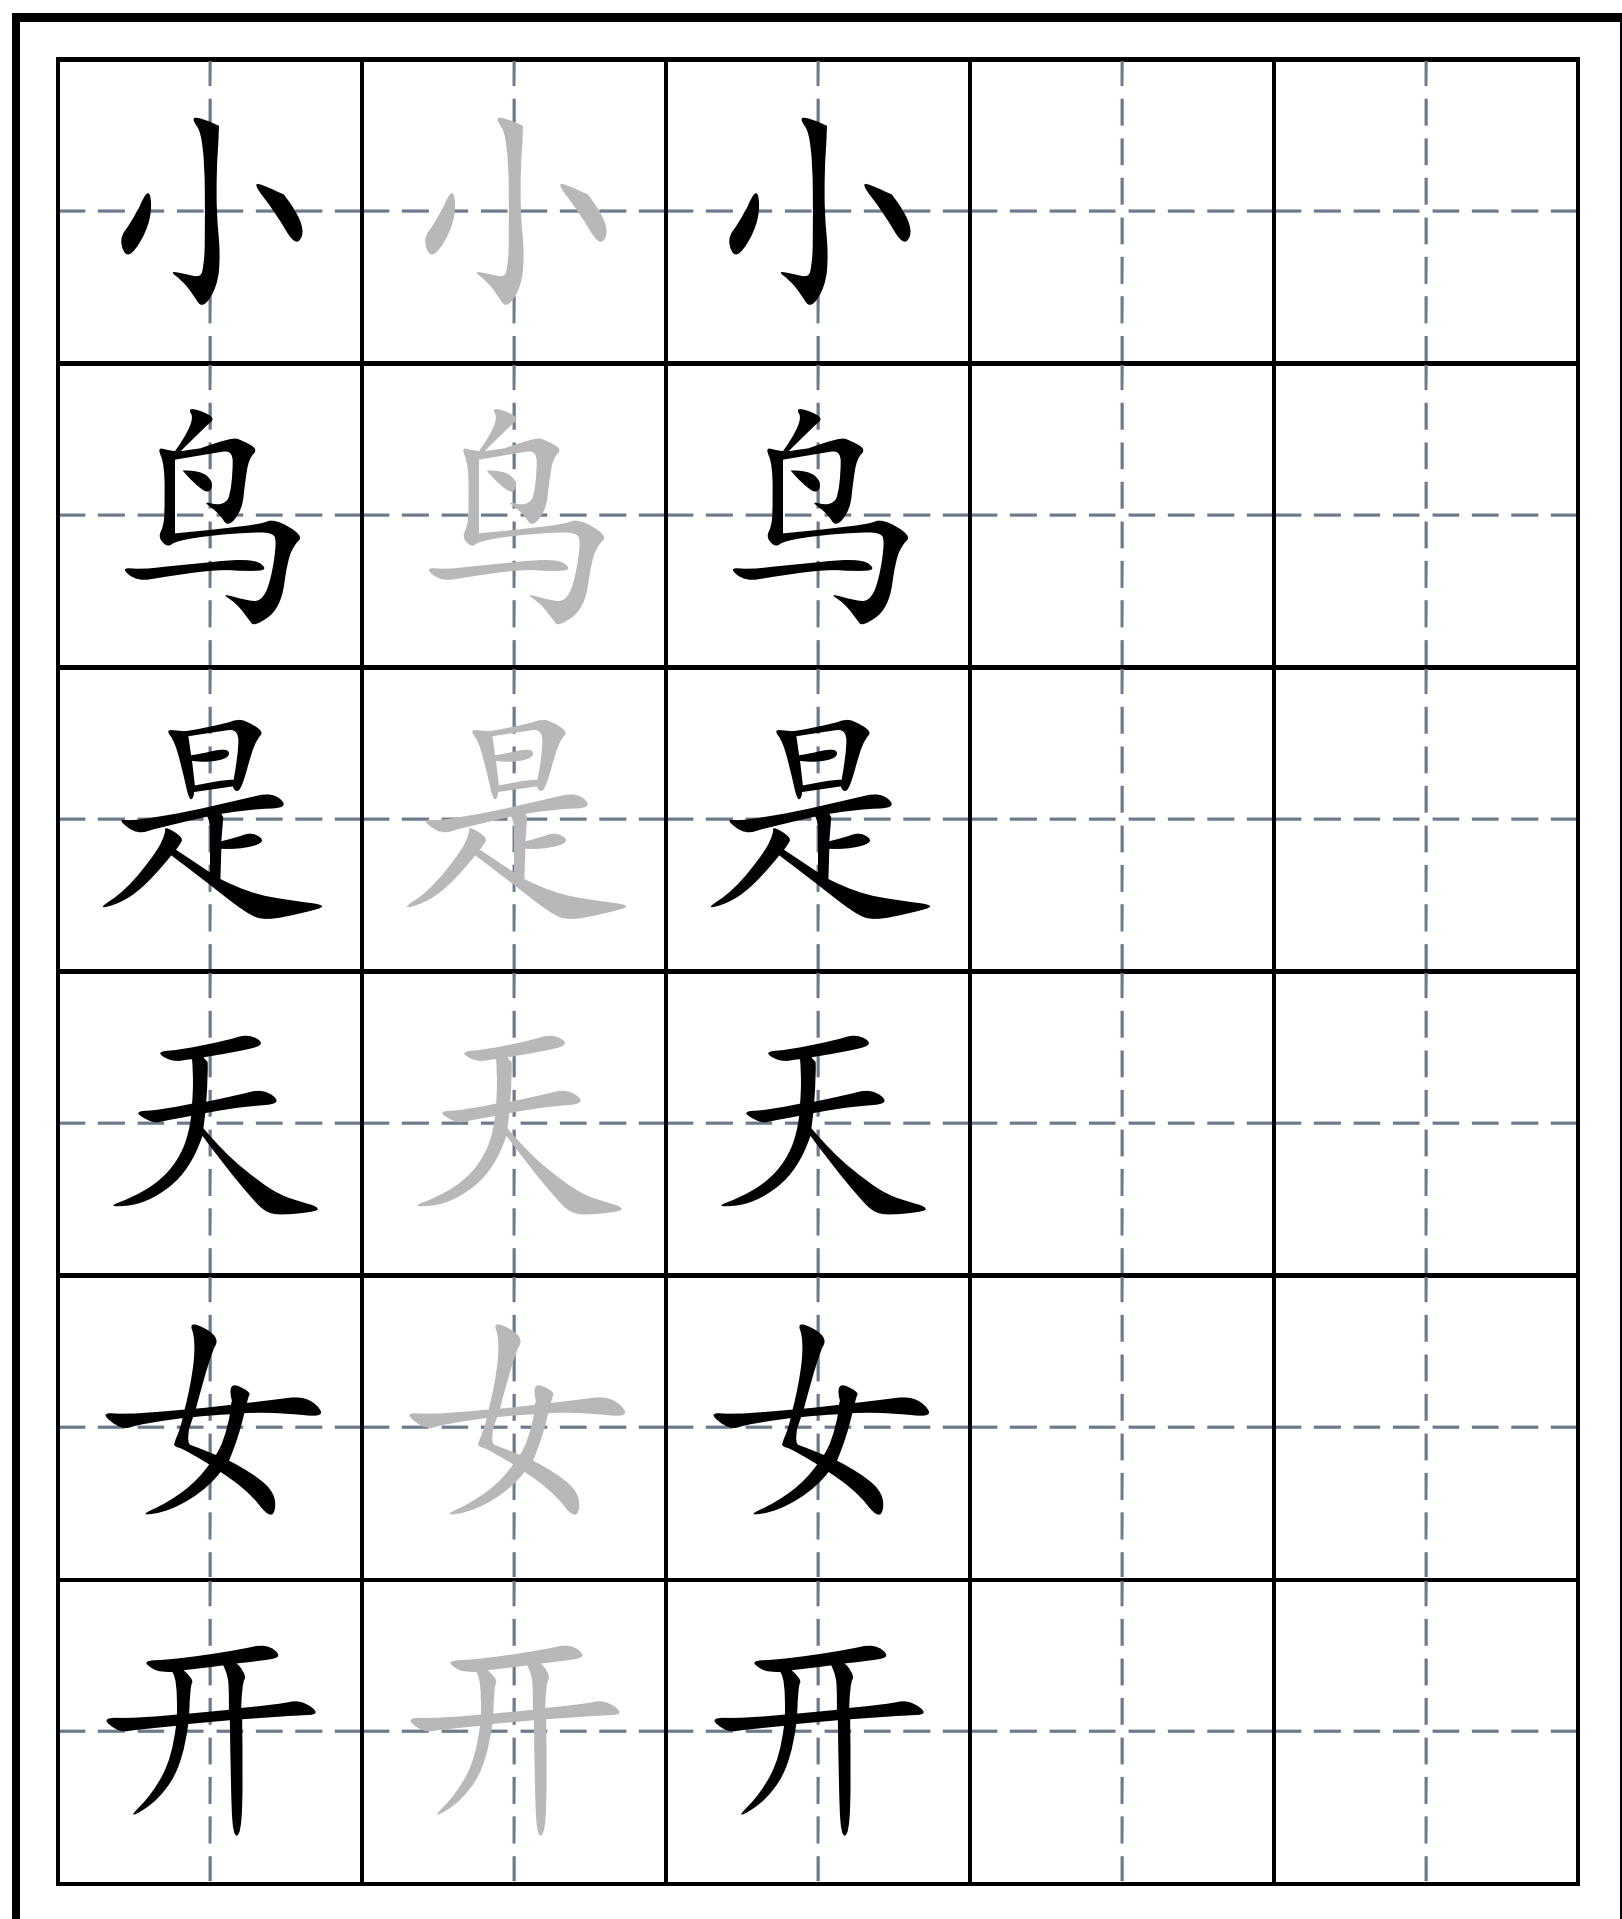 小 小 小
鸟 鸟 鸟
是 是 是
天 天 天
女 女 女
开 开 开